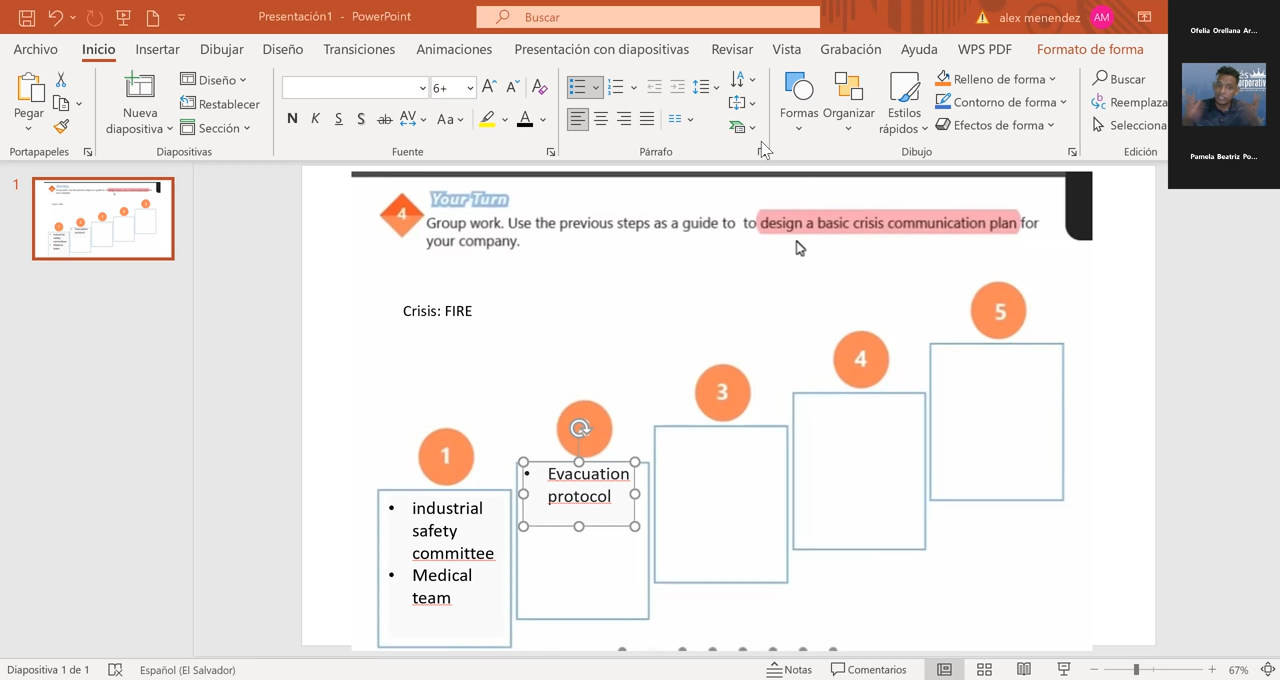 Presentación1 - PowerPoint
Buscar
alex menendez
AM
Archivo
Inicio
Insertar
Dibujar
Diseño
Transiciones
Animaciones
Presentación con diapositivas
Revisar
Vista
Grabación
Ayuda
WPS PDF
Formato de forma
Pegar
Portapapeles
Nueva
diapositiva
Diseño
Restablecer
Sección
Diapositivas
6+
N K S S ab AV Aa A
Fuente
Párrafo
Formas
Organizar
Estilos
rápidos
Relleno de forma
Contorno de forma
Efectos de forma
Dibujo
Buscar
Reemplaza
Selecciona
Edición
Ofelia Orellana Ar...
Pamela Beatriz Po...
1
4
Your Turn
Group work. Use the previous steps as a guide to to design a basic crisis communication plan for
your company.
Crisis: FIRE
1
• industrial
safety
committee
• Medical
team
• Evacuation
protocol
3
4
5
Diapositiva 1 de 1
Español (El Salvador)
Notas
Comentarios
67%